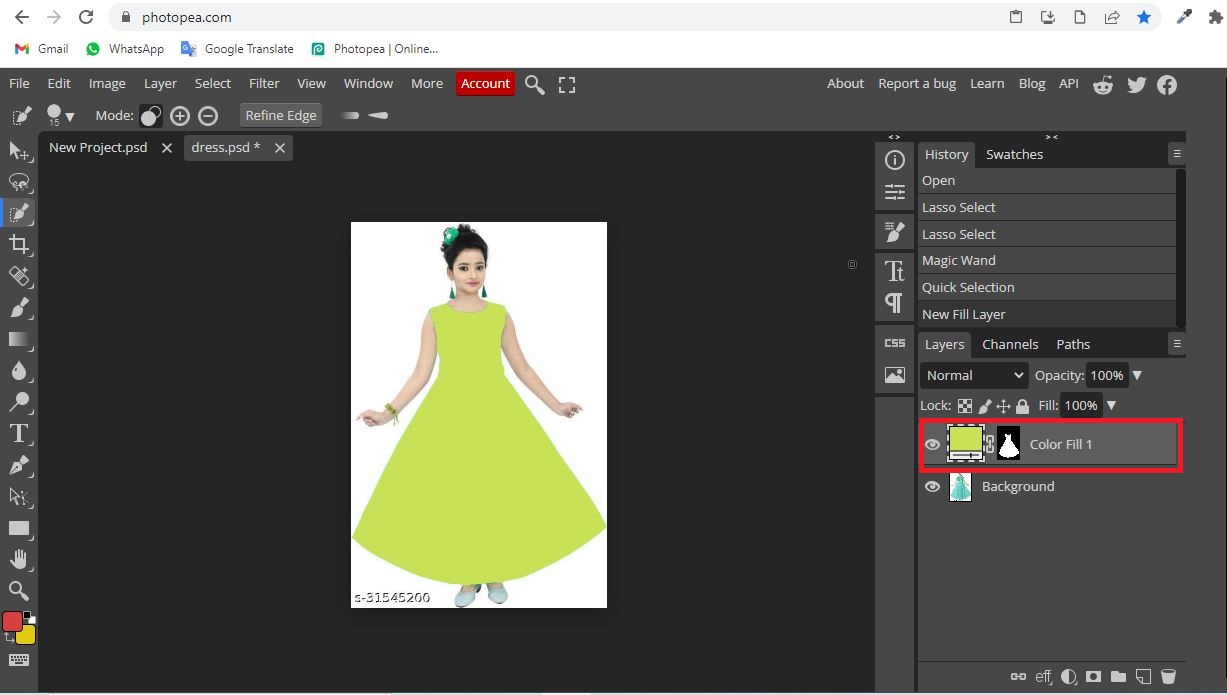 photopea.com
Gmail WhatsApp Google Translate Photopea | Online...
File Edit Image Layer Select Filter View Window More Account About Report a bug Learn Blog API
15 Mode: Refine Edge
New Project.psd dress.psd *
History Swatches
Open
Lasso Select
Lasso Select
Magic Wand
Quick Selection
New Fill Layer
CSS
Layers Channels Paths
Normal Opacity: 100%
Lock: Fill: 100%
Color Fill 1
Background
s-31545200
eff